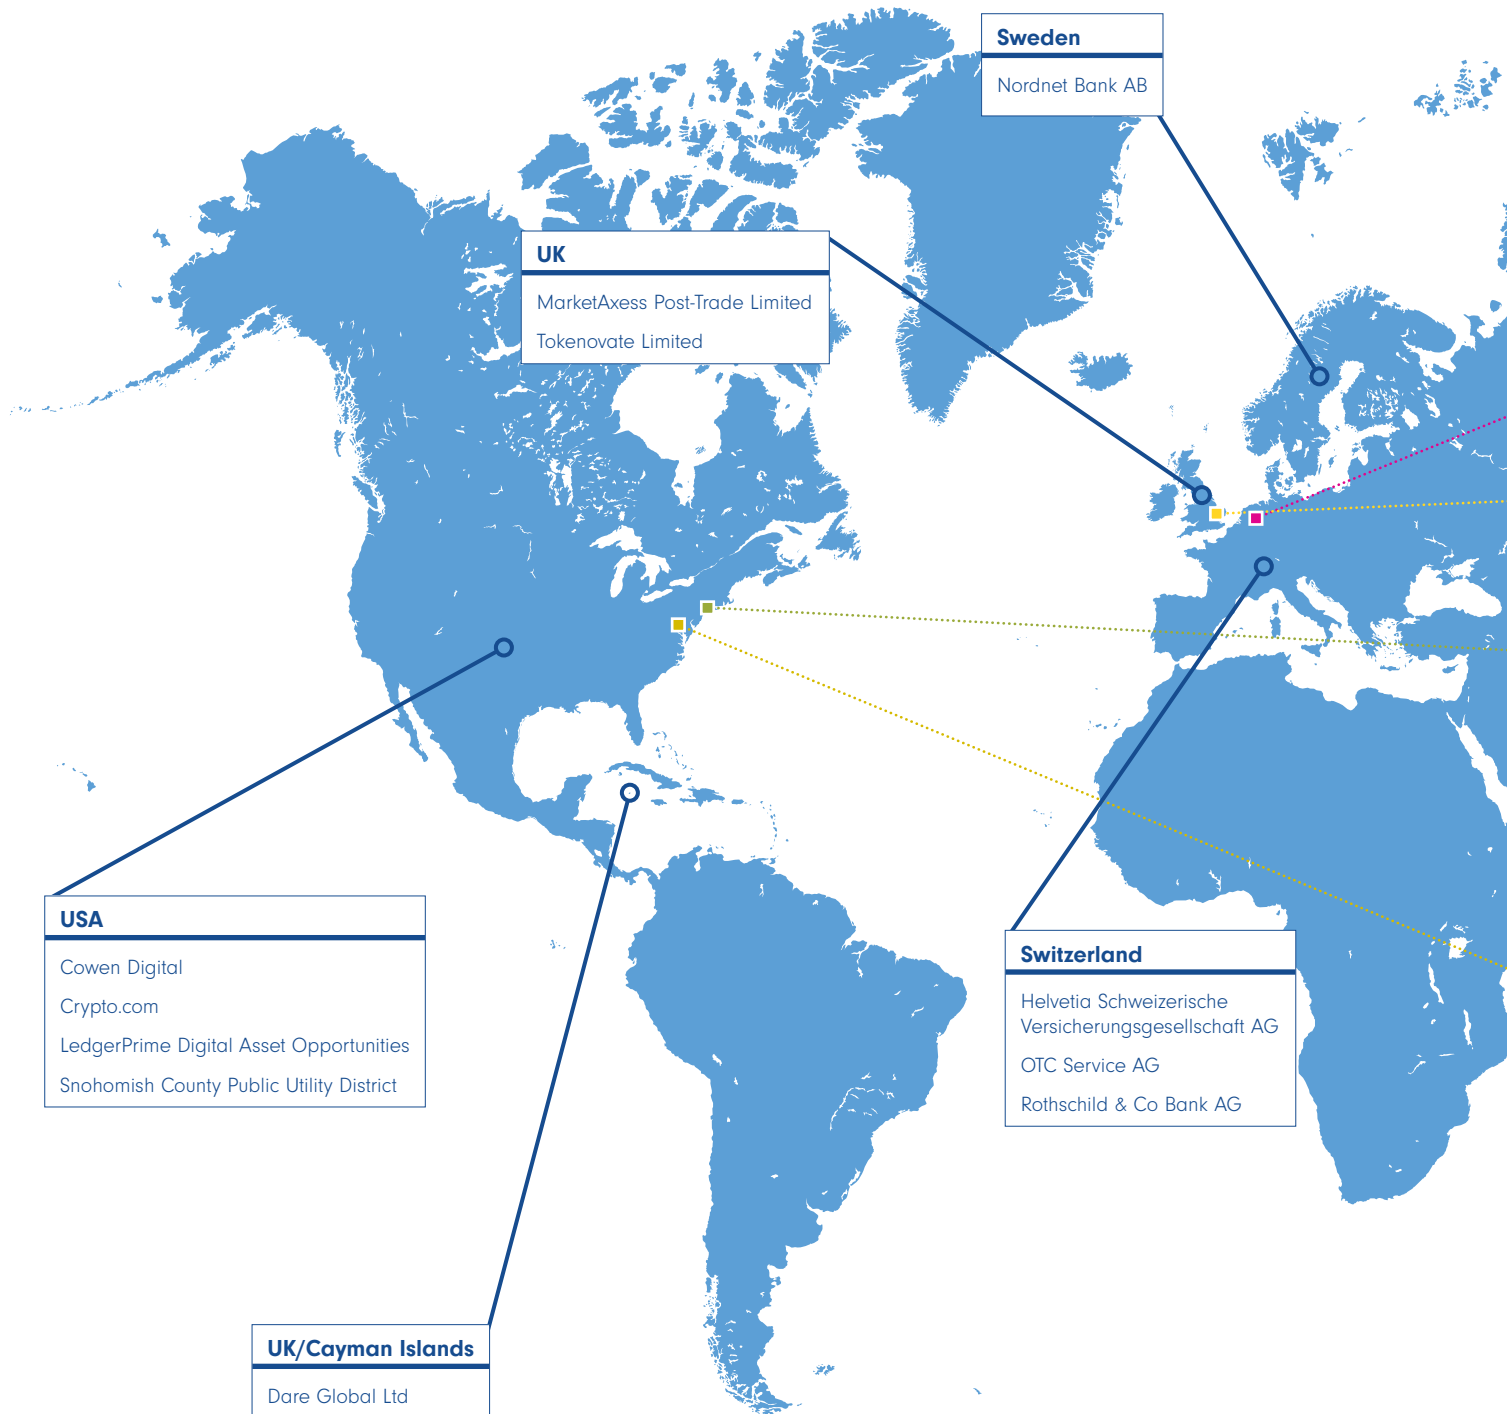 Sweden
Nordnet Bank AB
UK
MarketAxess Post-Trade Limited
Tokenovate Limited
USA
Cowen Digital
Crypto.com
LedgerPrime Digital Asset Opportunities
Snohomish County Public Utility District
Switzerland
Helvetia Schweizerische
Versicherungsgesellschaft AG
OTC Service AG
Rothschild & Co Bank AG
UK/Cayman Islands
Dare Global Ltd